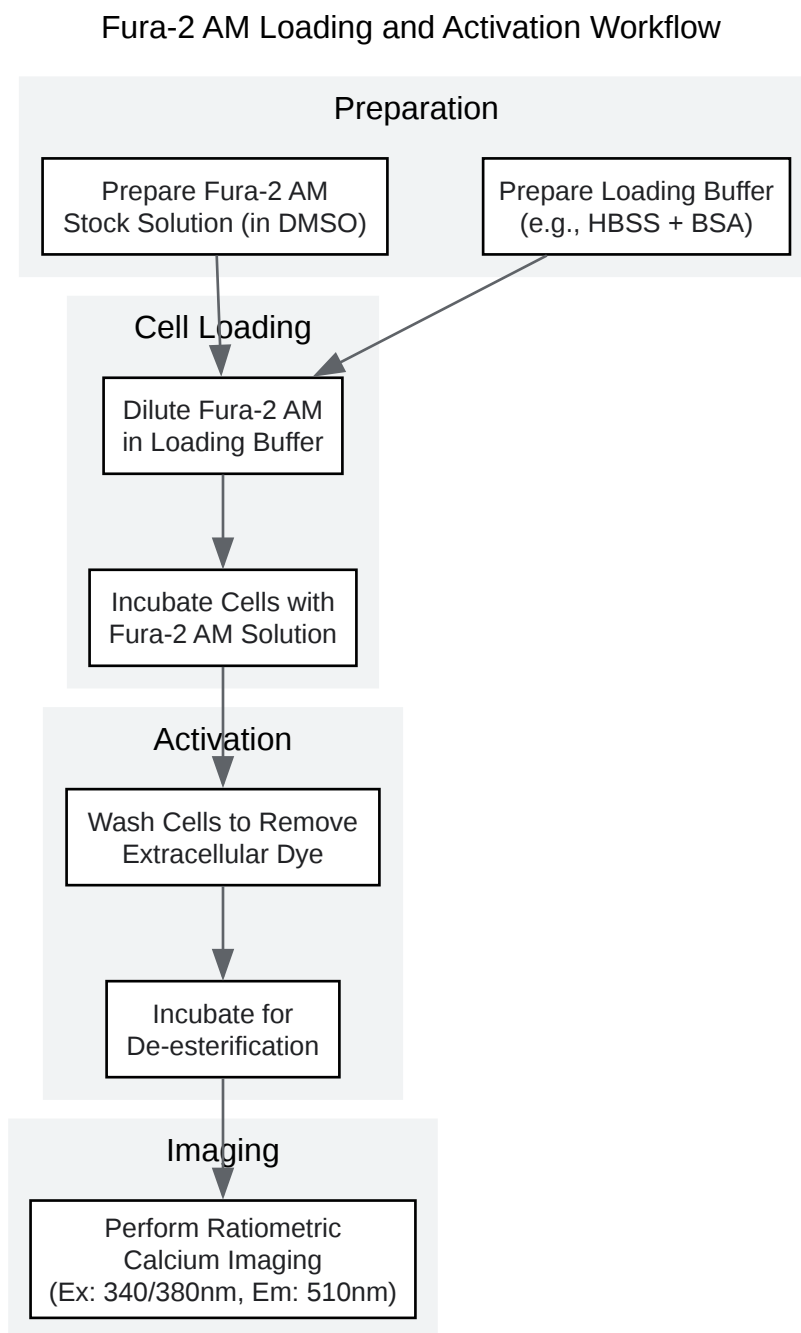 Fura-2 AM Loading and Activation Workflow
Preparation
Prepare Fura-2 AM
Stock Solution (in DMSO)
Prepare Loading Buffer
(e.g., HBSS + BSA)
Cell Loading
Dilute Fura-2 AM
in Loading Buffer
Incubate Cells with
Fura-2 AM Solution
Activation
Wash Cells to Remove
Extracellular Dye
Incubate for
De-esterification
Imaging
Perform Ratiometric
Calcium Imaging
(Ex: 340/380nm, Em: 510nm)